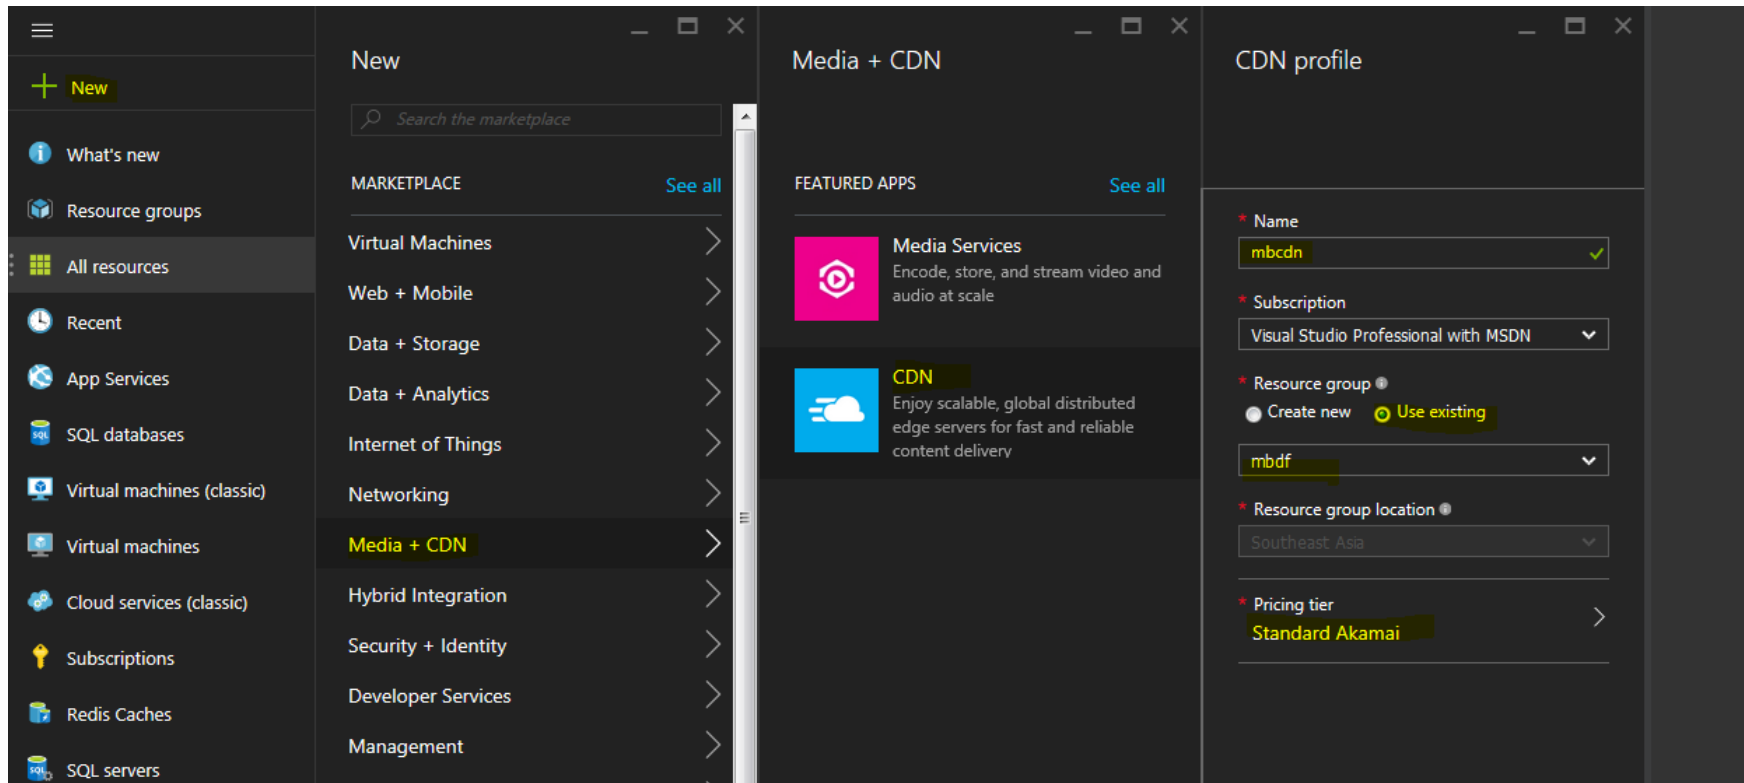 New
What's new
Resource groups
All resources
Recent
App Services
SQL databases
Virtual machines (classic)
Virtual machines
Cloud services (classic)
Subscriptions
Redis Caches
SQL servers
New
Search the marketplace
MARKETPLACE
See all
Virtual Machines
Web + Mobile
Data + Storage
Data + Analytics
Internet of Things
Networking
Media + CDN
Hybrid Integration
Security + Identity
Developer Services
Management
Media + CDN
FEATURED APPS
See all
Media Services
Encode, store, and stream video and
audio at scale
CDN
Enjoy scalable, global distributed
edge servers for fast and reliable
content delivery
CDN profile
* Name
mbcdn
* Subscription
Visual Studio Professional with MSDN
* Resource group
Create new Use existing
mbdf
* Resource group location
Southeast Asia
* Pricing tier
Standard Akamai